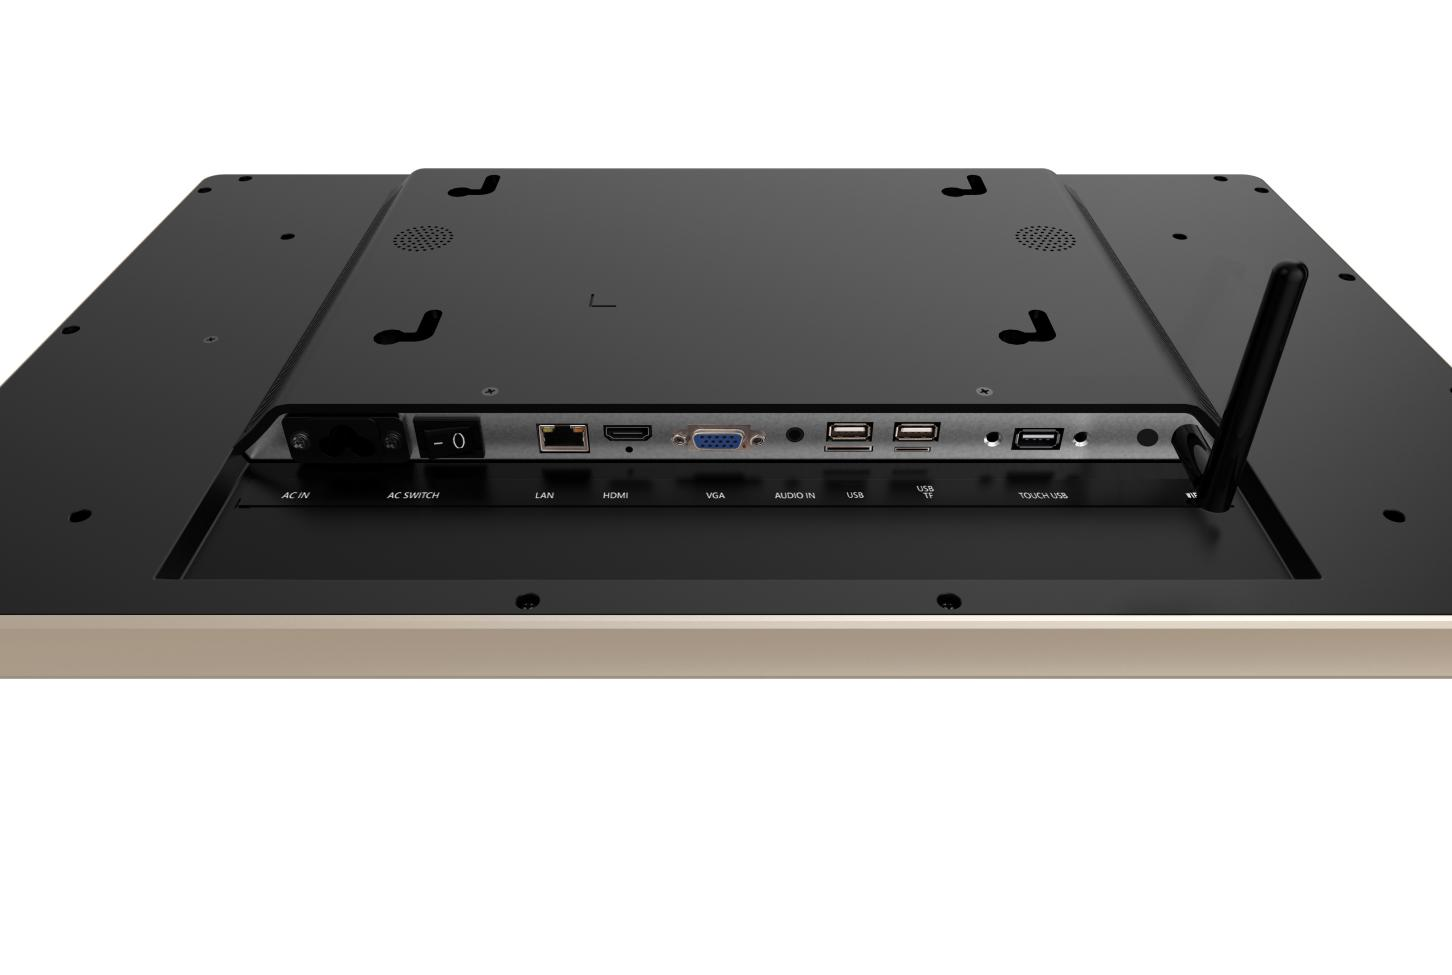 AC IN
AC SWITCH
LAN
HDMI
VGA
AUDIO IN
USB
USB
TF
TOUCH USB